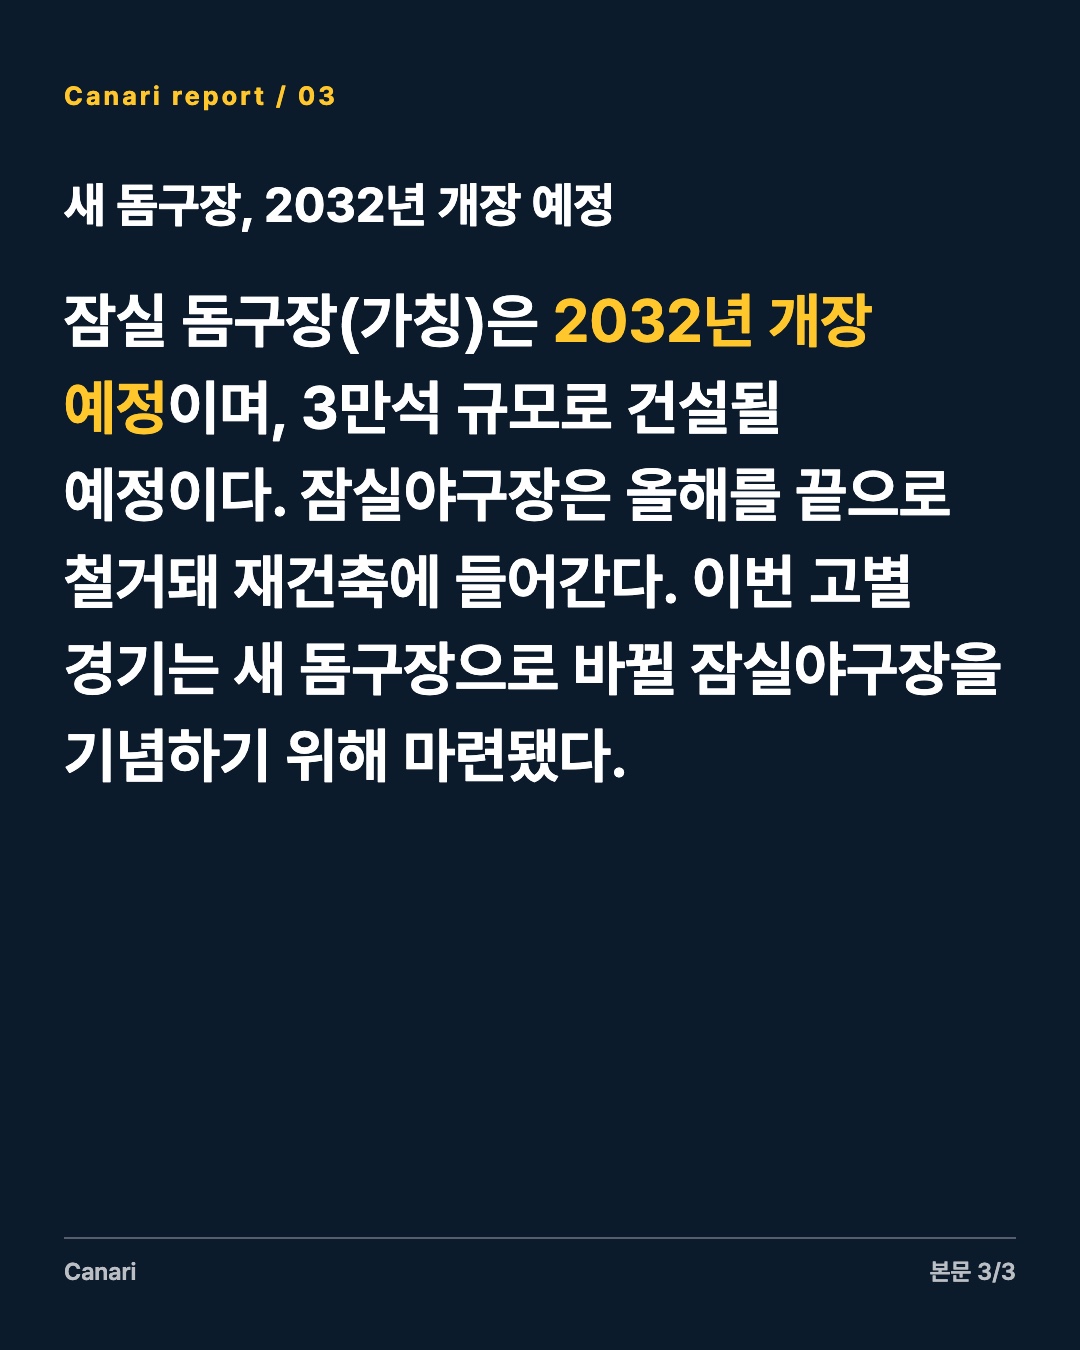 Canari report / 03
새 돔구장, 2032년 개장 예정
잠실 돔구장(가칭)은 2032년 개장
예정이며, 3만석 규모로 건설될
예정이다. 잠실야구장은 올해를 끝으로
철거돼 재건축에 들어간다. 이번 고별
경기는 새 돔구장으로 바뀔 잠실야구장을
기념하기 위해 마련됐다.
Canari
본문 3/3